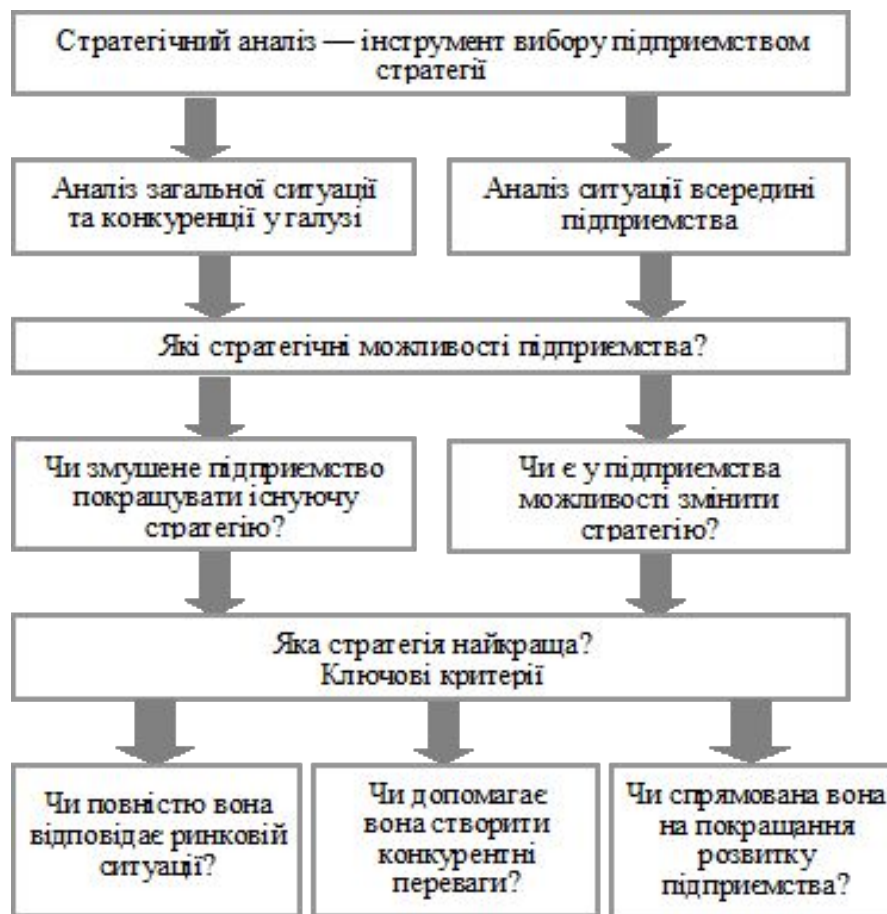 Стратегічний аналіз — інструмент вибору підприємством
стратегії
Аналіз загальної ситуації
та конкуренції у галузі
Аналіз ситуації всередині
підприємства
Які стратегічні можливості підприємства?
Чи змушене підприємство
покращувати існуючу
стратегію?
Чи є у підприємства
можливості змінити
стратегію?
Яка стратегія найкраща?
Ключові критерії
Чи повністю вона
відповідає ринковій
ситуації?
Чи допомагає
вона створити
конкурентні
переваги?
Чи спрямована вона
на покращання
розвитку
підприємства?